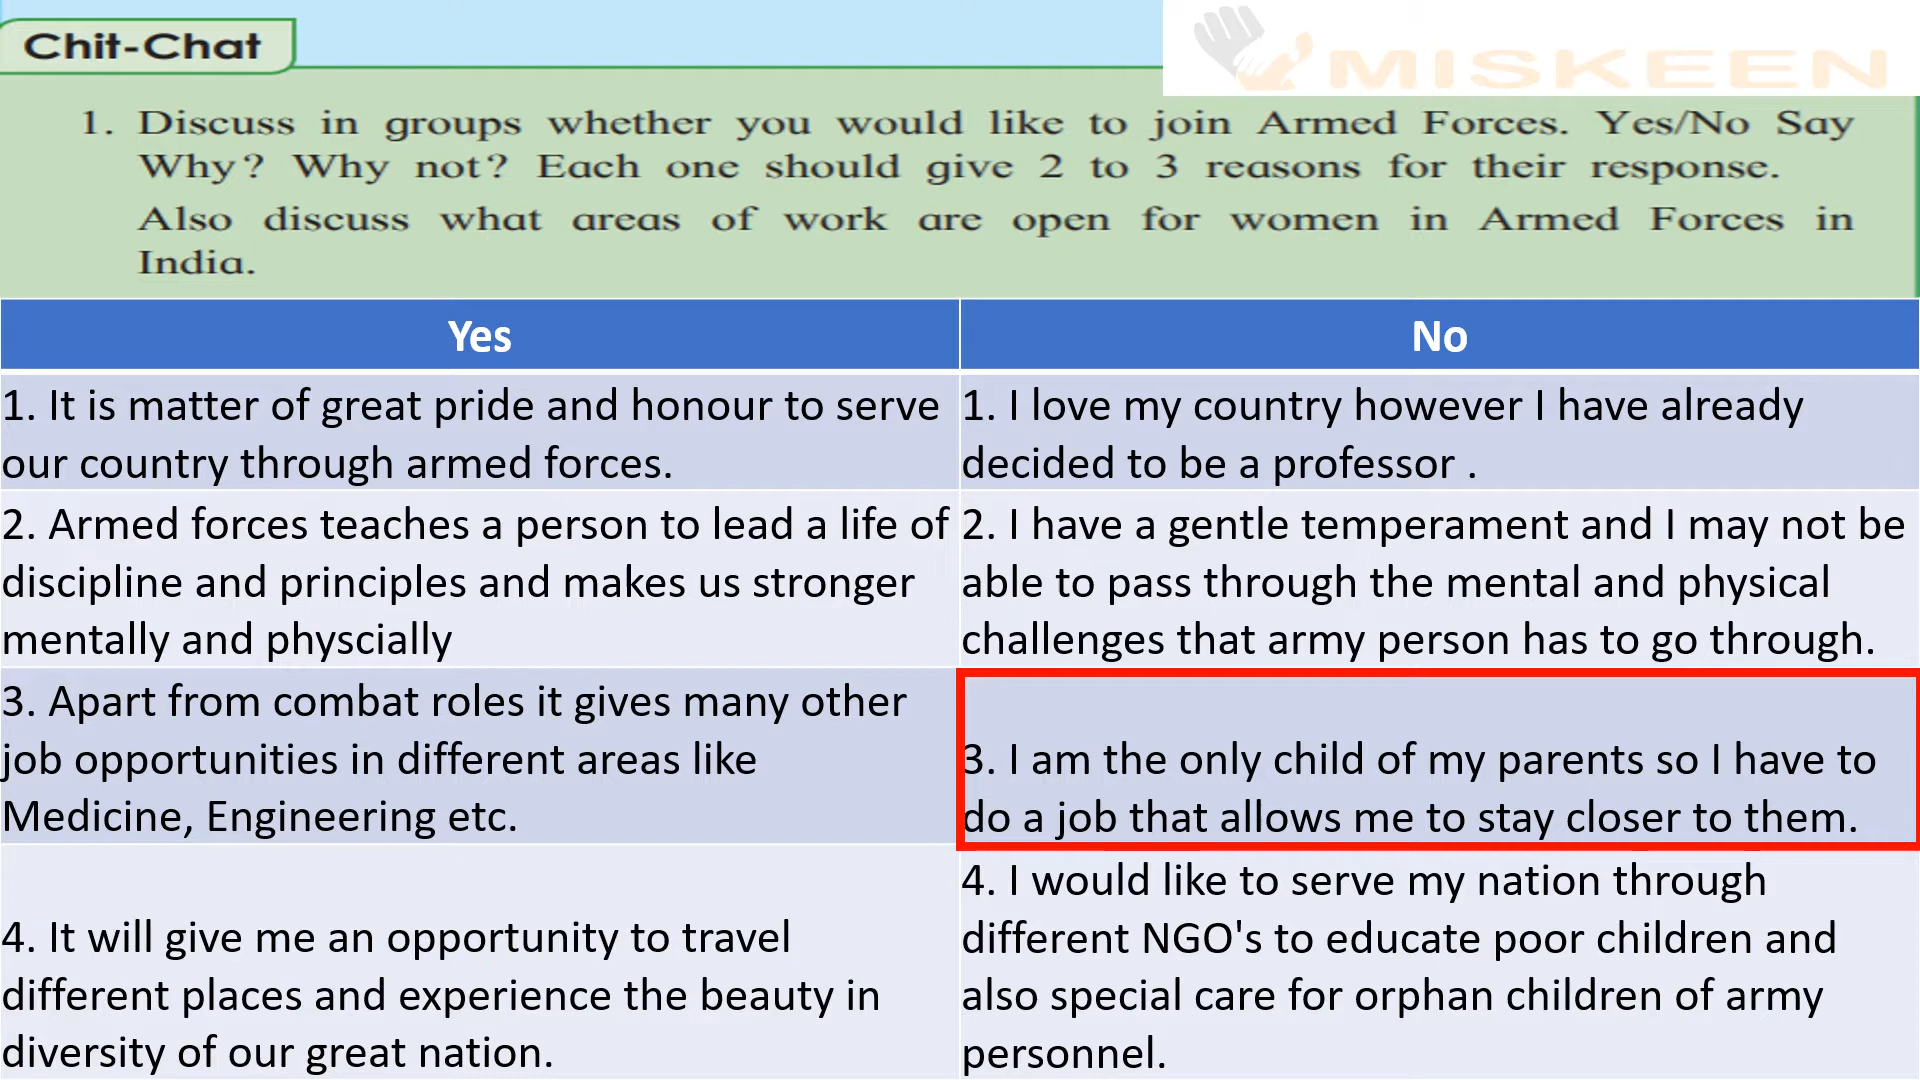 Chit-Chat
MISKEEN
1. Discuss in groups whether you would like to join Armed Forces. Yes/No Say
Why? Why not? Each one should give 2 to 3 reasons for their response.
Also discuss what areas of work are open for women in Armed Forces in
India.
Yes
No
1. It is matter of great pride and honour to serve
our country through armed forces.
1. I love my country however I have already
decided to be a professor .
2. Armed forces teaches a person to lead a life of
discipline and principles and makes us stronger
mentally and physcially
2. I have a gentle temperament and I may not be
able to pass through the mental and physical
challenges that army person has to go through.
3. Apart from combat roles it gives many other
job opportunities in different areas like
Medicine, Engineering etc.
3. I am the only child of my parents so I have to
do a job that allows me to stay closer to them.
4. It will give me an opportunity to travel
different places and experience the beauty in
diversity of our great nation.
4. I would like to serve my nation through
different NGO's to educate poor children and
also special care for orphan children of army
personnel.